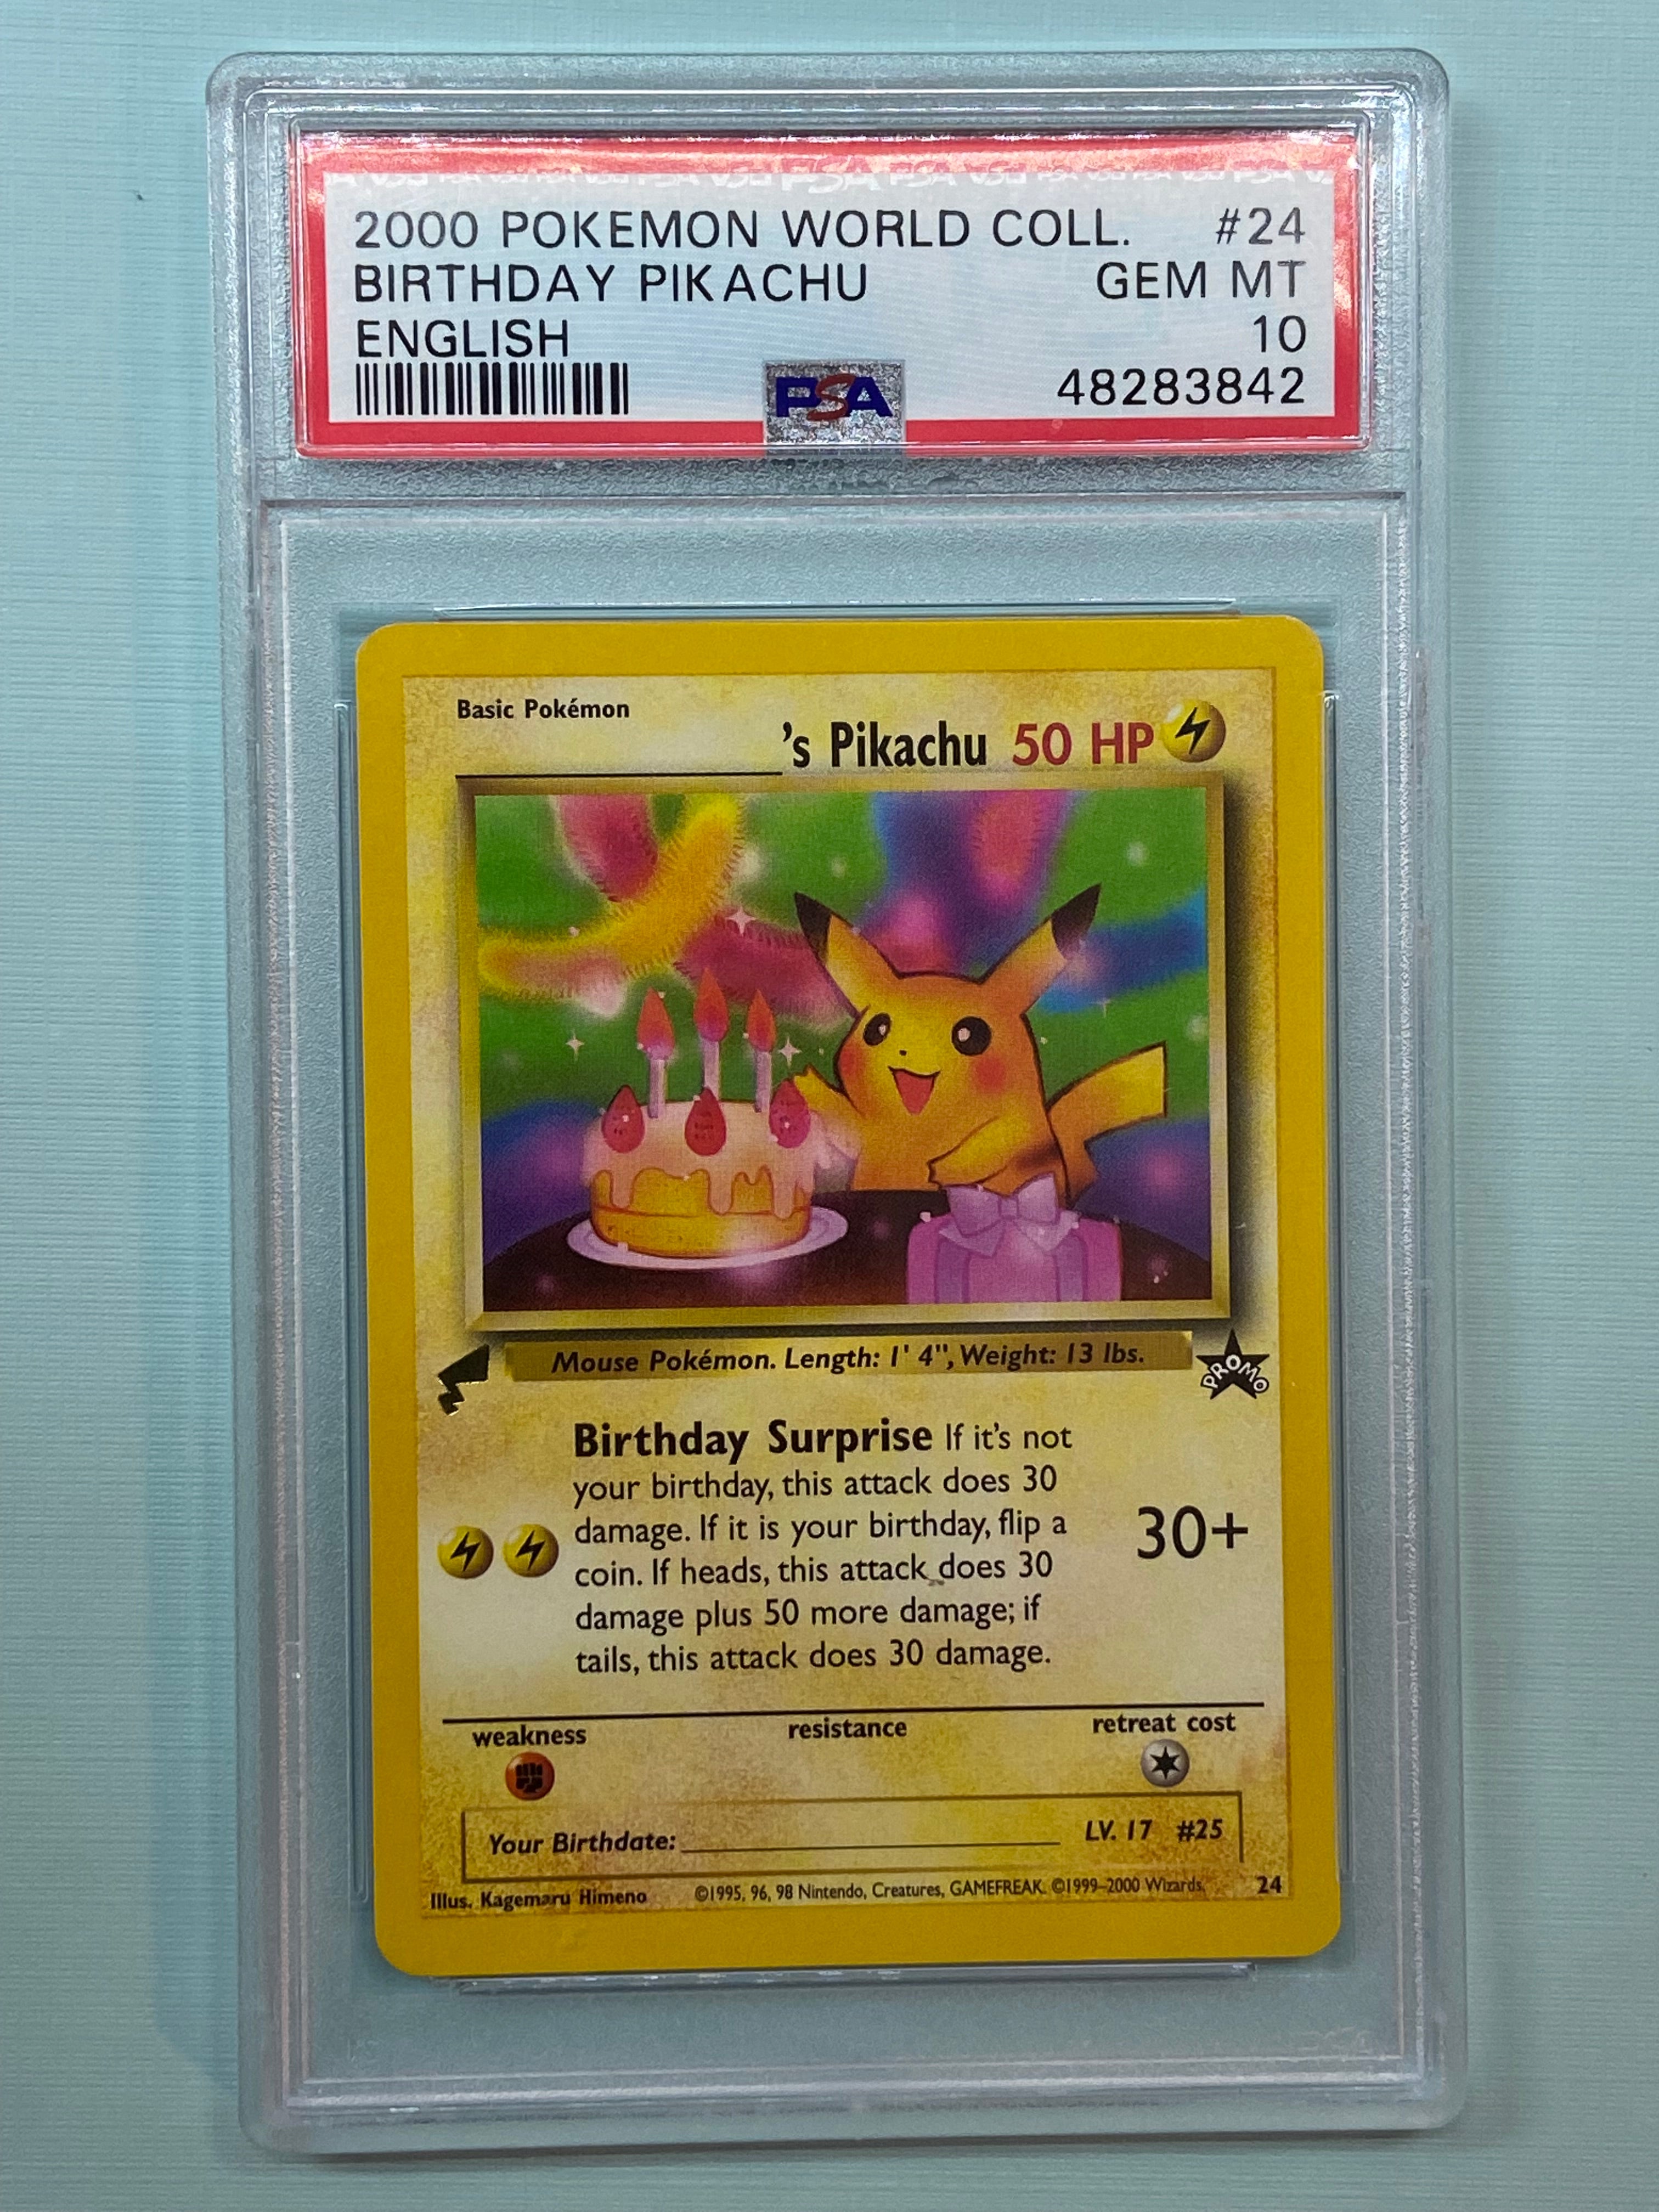 2000 POKEMON WORLD COLL. #24
BIRTHDAY PIKACHU GEM MT
ENGLISH 10
PSA 48283842
Basic Pokémon
's Pikachu 50 HP
Mouse Pokémon. Length: 1' 4", Weight: 13 lbs.
PROMO
Birthday Surprise If it's not
your birthday, this attack does 30
damage. If it is your birthday, flip a
coin. If heads, this attack does 30
damage plus 50 more damage; if
tails, this attack does 30 damage.
30+
weakness resistance retreat cost
Your Birthdate: LV. 17 #25
Illus. Kagemaru Himeno ©1995, 96, 98 Nintendo, Creatures, GAMEFREAK. ©1999–2000 Wizards. 24